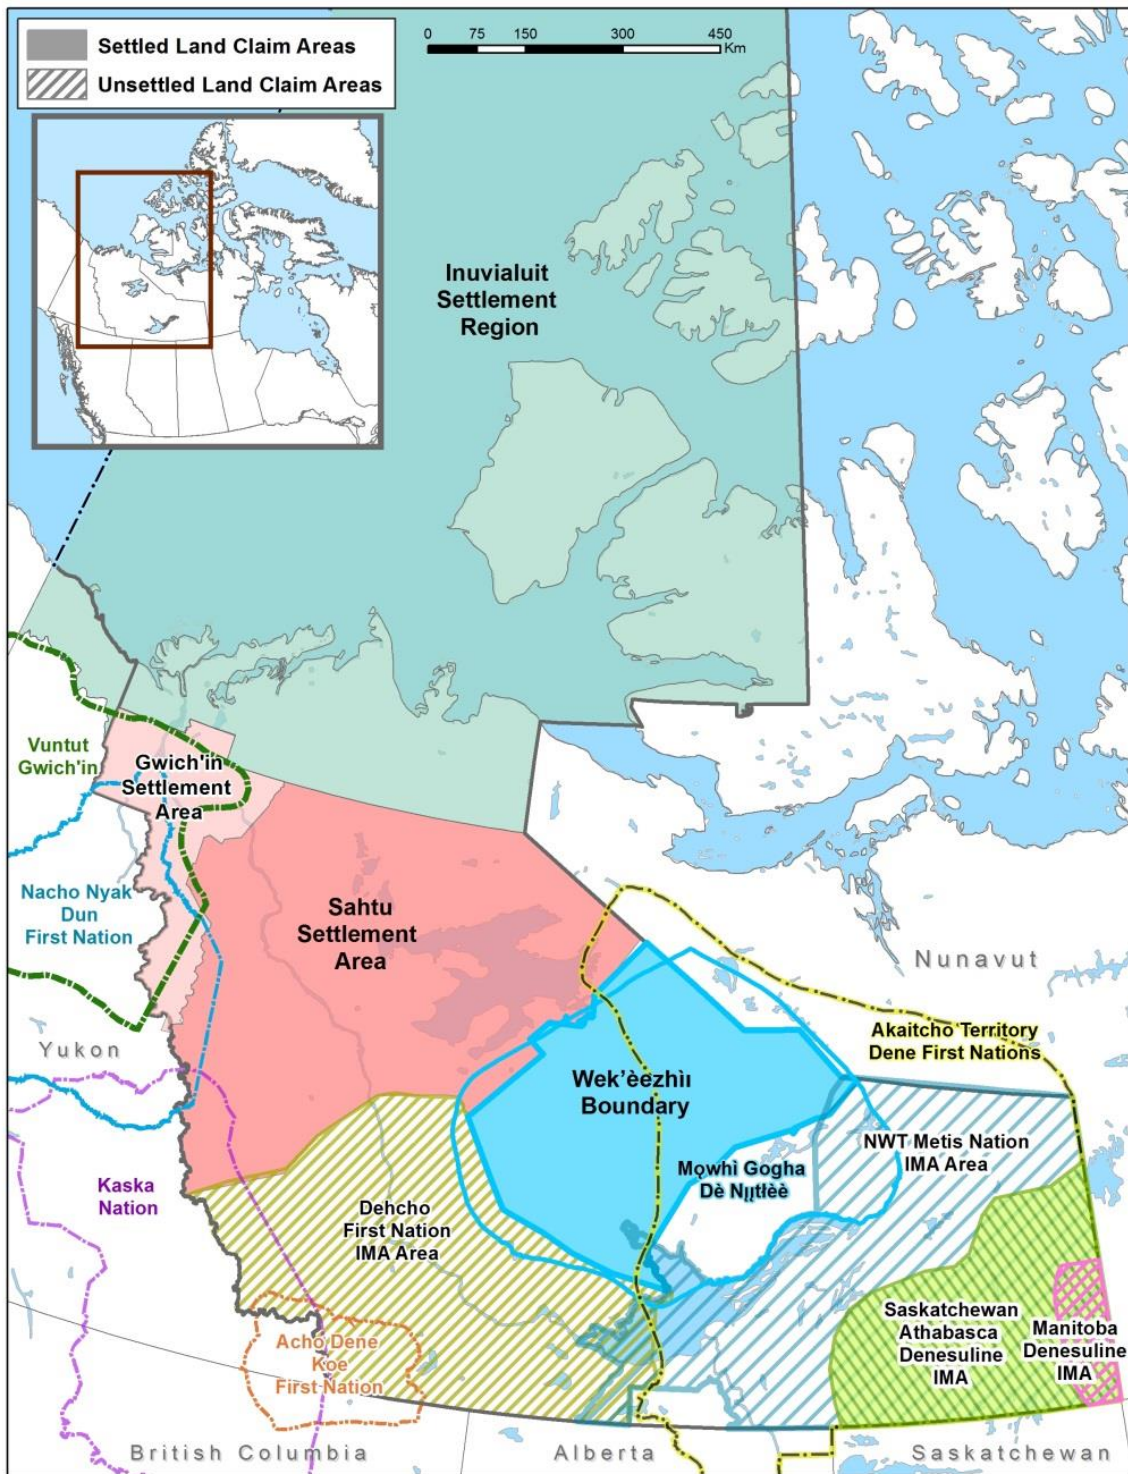 Settled Land Claim Areas
Unsettled Land Claim Areas
0 75 150 300 450
Km
Inuvialuit
Settlement
Region
Vuntut
Gwich'in
Gwich'in
Settlement
Area
Nacho Nyak
Dun
First Nation
Sahtu
Settlement
Area
Nunavut
Yukon
Akaitcho Territory
Dene First Nations
Wek'èezhìı
Boundary
NWT Metis Nation
IMA Area
Mǫwhì Gogha
Dè Nįįtłèè
Kaska
Nation
Dehcho
First Nation
IMA Area
Saskatchewan
Athabasca
Denesuline
IMA
Manitoba
Denesuline
IMA
Acho Dene
Koe
First Nation
British Columbia
Alberta
Saskatchewan